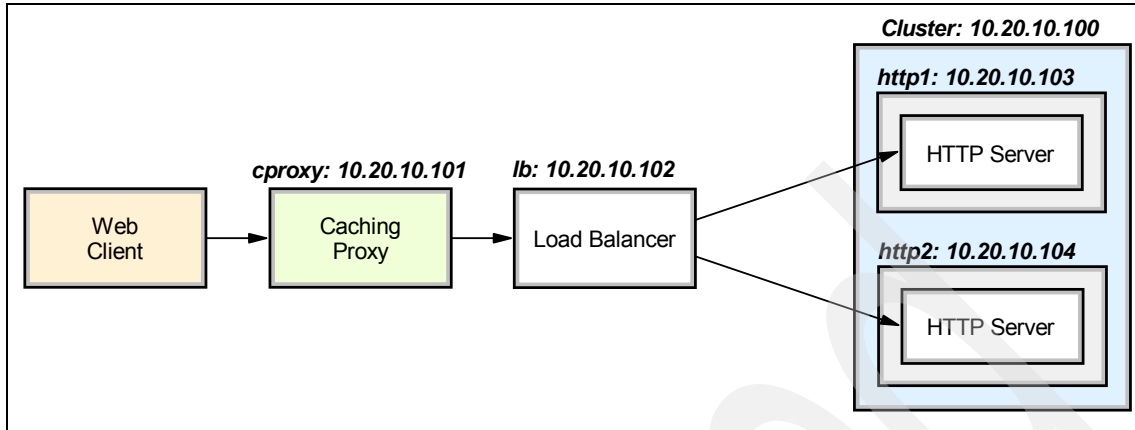 Cluster: 10.20.10.100
http1: 10.20.10.103
HTTP Server
cproxy: 10.20.10.101
lb: 10.20.10.102
Web
Client
Caching
Proxy
Load Balancer
http2: 10.20.10.104
HTTP Server